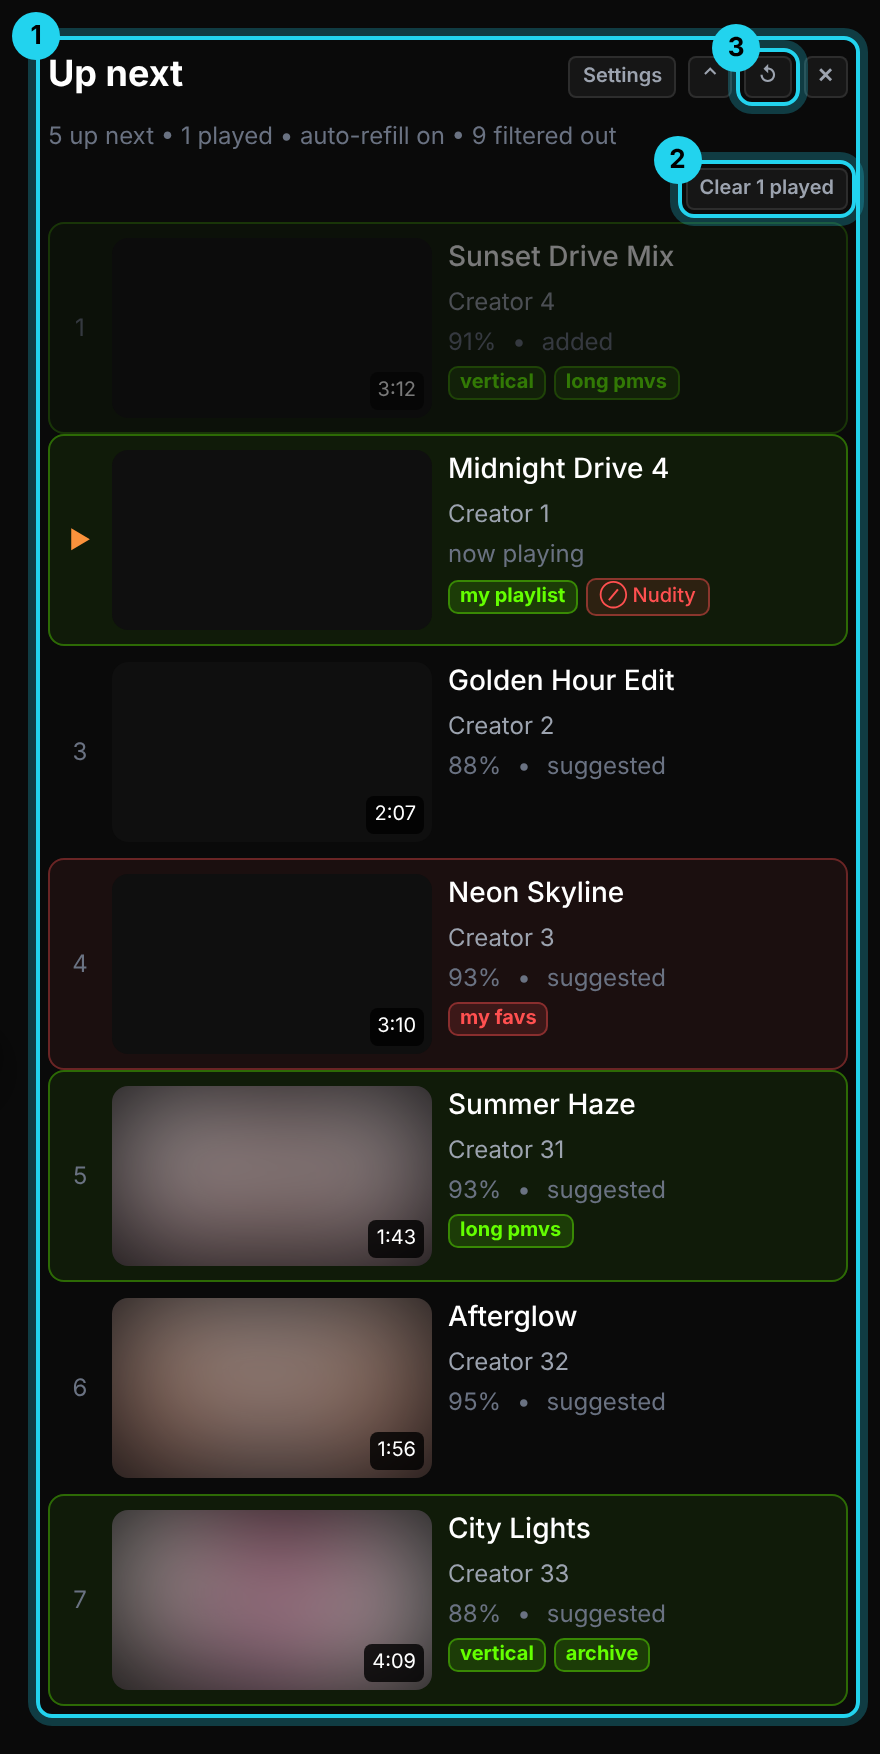 1
3
Up next
Settings
5 up next • 1 played • auto-refill on • 9 filtered out
2
Clear 1 played
1
3:12
Sunset Drive Mix
Creator 4
91% • added
vertical long pmvs
Midnight Drive 4
Creator 1
now playing
my playlist Nudity
3
2:07
Golden Hour Edit
Creator 2
88% • suggested
4
3:10
Neon Skyline
Creator 3
93% • suggested
my favs
5
1:43
Summer Haze
Creator 31
93% • suggested
long pmvs
6
1:56
Afterglow
Creator 32
95% • suggested
7
4:09
City Lights
Creator 33
88% • suggested
vertical archive